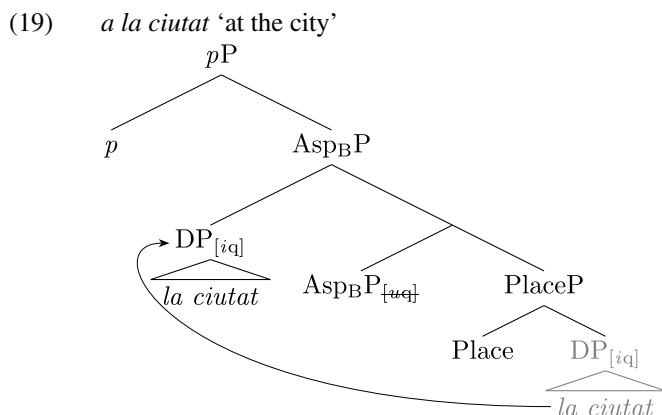 (19) a la ciutat ‘at the city’
pP
p AspBP
DP[iq]
la ciutat AspBP[uq] PlaceP
Place DP[iq]
la ciutat